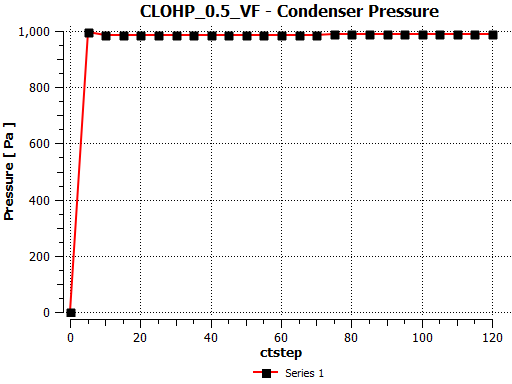 CLOHP_0.5_VF - Condenser Pressure
1,000
800
600
400
200
0
Pressure [ Pa ]
0 20 40 60 80 100 120
ctstep
Series 1